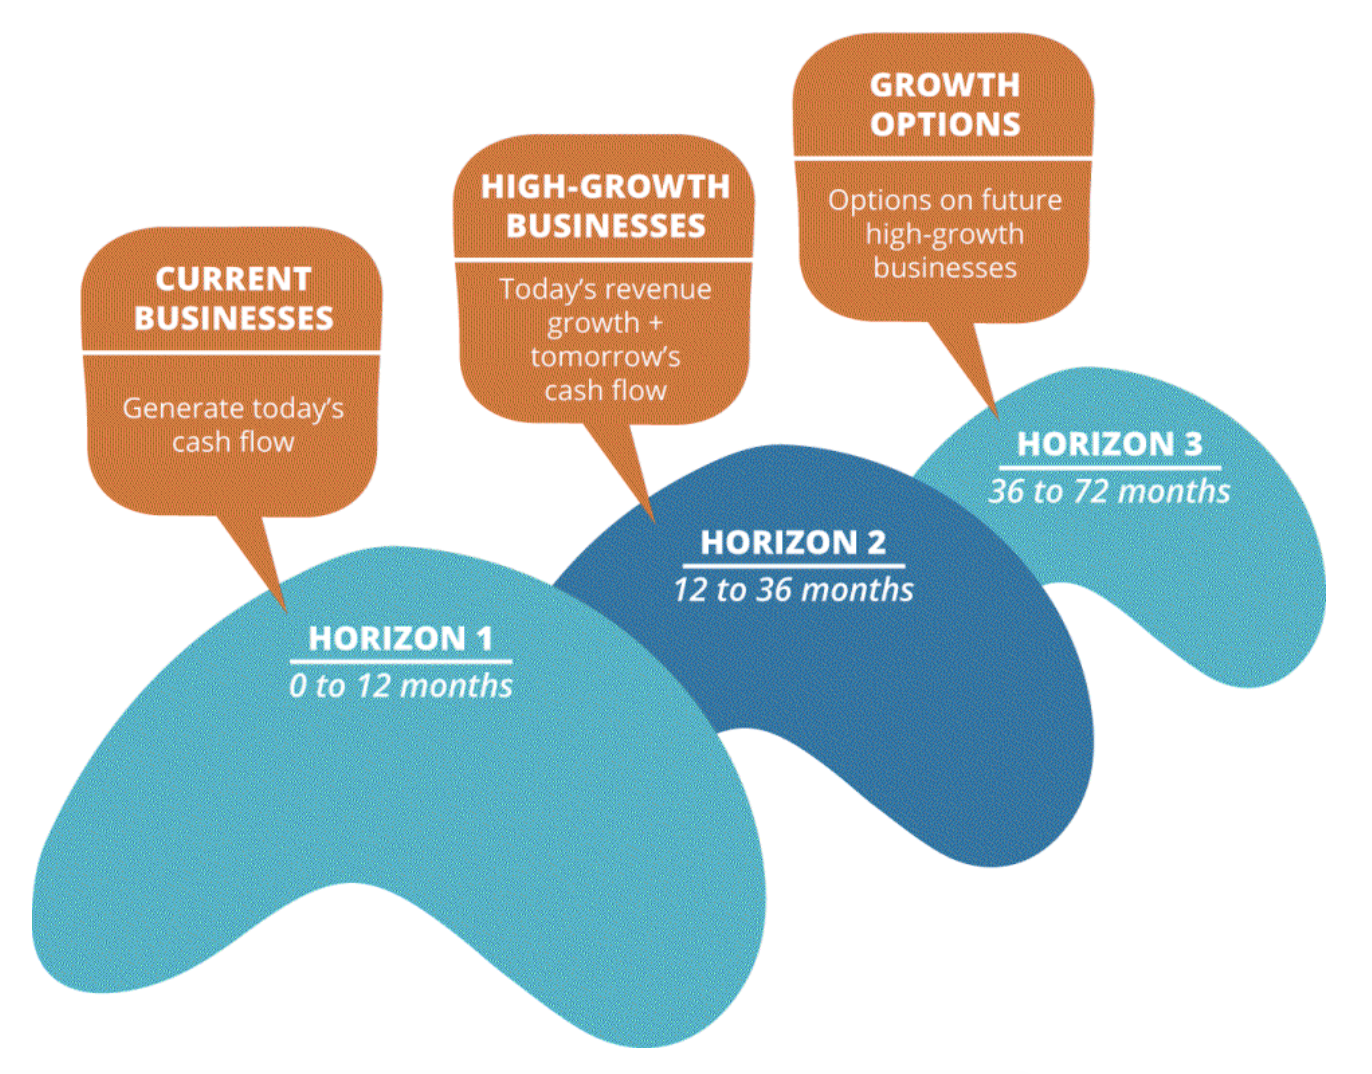 CURRENT
BUSINESSES
Generate today's
cash flow
HORIZON 1
0 to 12 months
HIGH-GROWTH
BUSINESSES
Today's revenue
growth +
tomorrow's
cash flow
HORIZON 2
12 to 36 months
GROWTH
OPTIONS
Options on future
high-growth
businesses
HORIZON 3
36 to 72 months